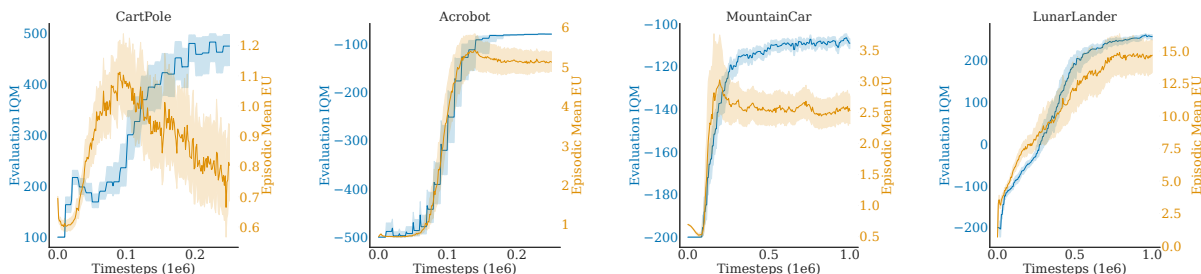 CartPole
Evaluation IQM
500
400
300
200
100
1.2
1.1
1.0
0.9
0.8
0.7
0.6
Episodic Mean EU
0.0 0.1 0.2
Timesteps (1e6)
Acrobot
Evaluation IQM
−100
−200
−300
−400
−500
6
5
4
3
2
1
Episodic Mean EU
0.0 0.1 0.2
Timesteps (1e6)
MountainCar
Evaluation IQM
−100
−120
−140
−160
−180
−200
3.5
3.0
2.5
2.0
1.5
1.0
0.5
Episodic Mean EU
0.0 0.5 1.0
Timesteps (1e6)
LunarLander
Evaluation IQM
200
100
0
−100
−200
15.0
12.5
10.0
7.5
5.0
2.5
0.0
Episodic Mean EU
0.0 0.5 1.0
Timesteps (1e6)